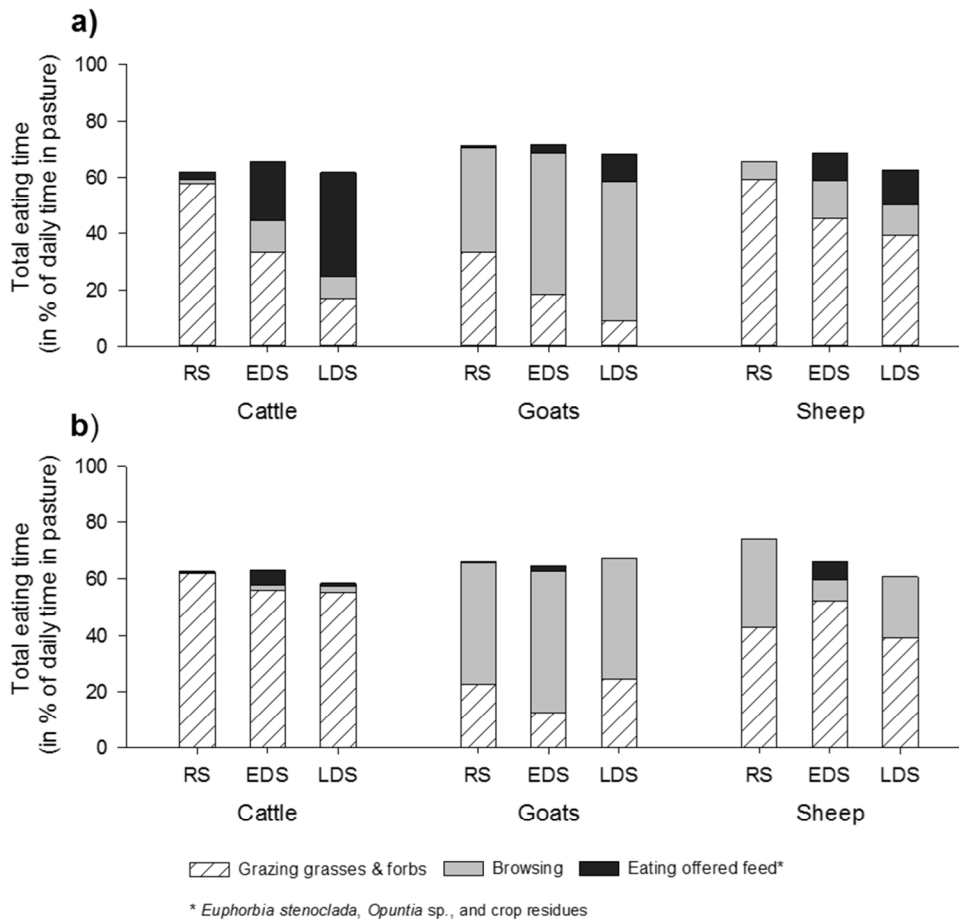 a)
Total eating time
(in % of daily time in pasture)
100
80
60
40
20
0
RS EDS LDS RS EDS LDS RS EDS LDS
Cattle Goats Sheep
b)
Total eating time
(in % of daily time in pasture)
100
80
60
40
20
0
RS EDS LDS RS EDS LDS RS EDS LDS
Cattle Goats Sheep
Grazing grasses & forbs Browsing Eating offered feed*
* Euphorbia stenoclada, Opuntia sp., and crop residues